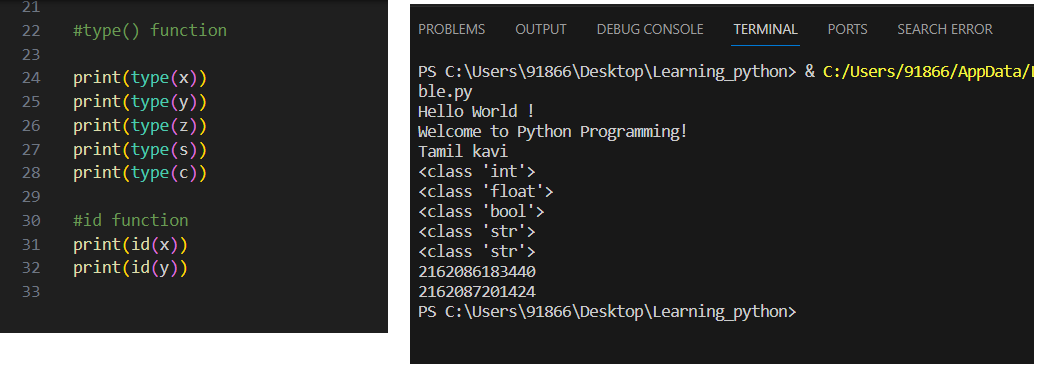 21
22 #type() function
23
24 print(type(x))
25 print(type(y))
26 print(type(z))
27 print(type(s))
28 print(type(c))
29
30 #id function
31 print(id(x))
32 print(id(y))
33
PROBLEMS OUTPUT DEBUG CONSOLE TERMINAL PORTS SEARCH ERROR
PS C:\Users\91866\Desktop\Learning_python> & C:/Users/91866/AppData/
ble.py
Hello World !
Welcome to Python Programming!
Tamil kavi
<class 'int'>
<class 'float'>
<class 'bool'>
<class 'str'>
<class 'str'>
2162086183440
2162087201424
PS C:\Users\91866\Desktop\Learning_python>